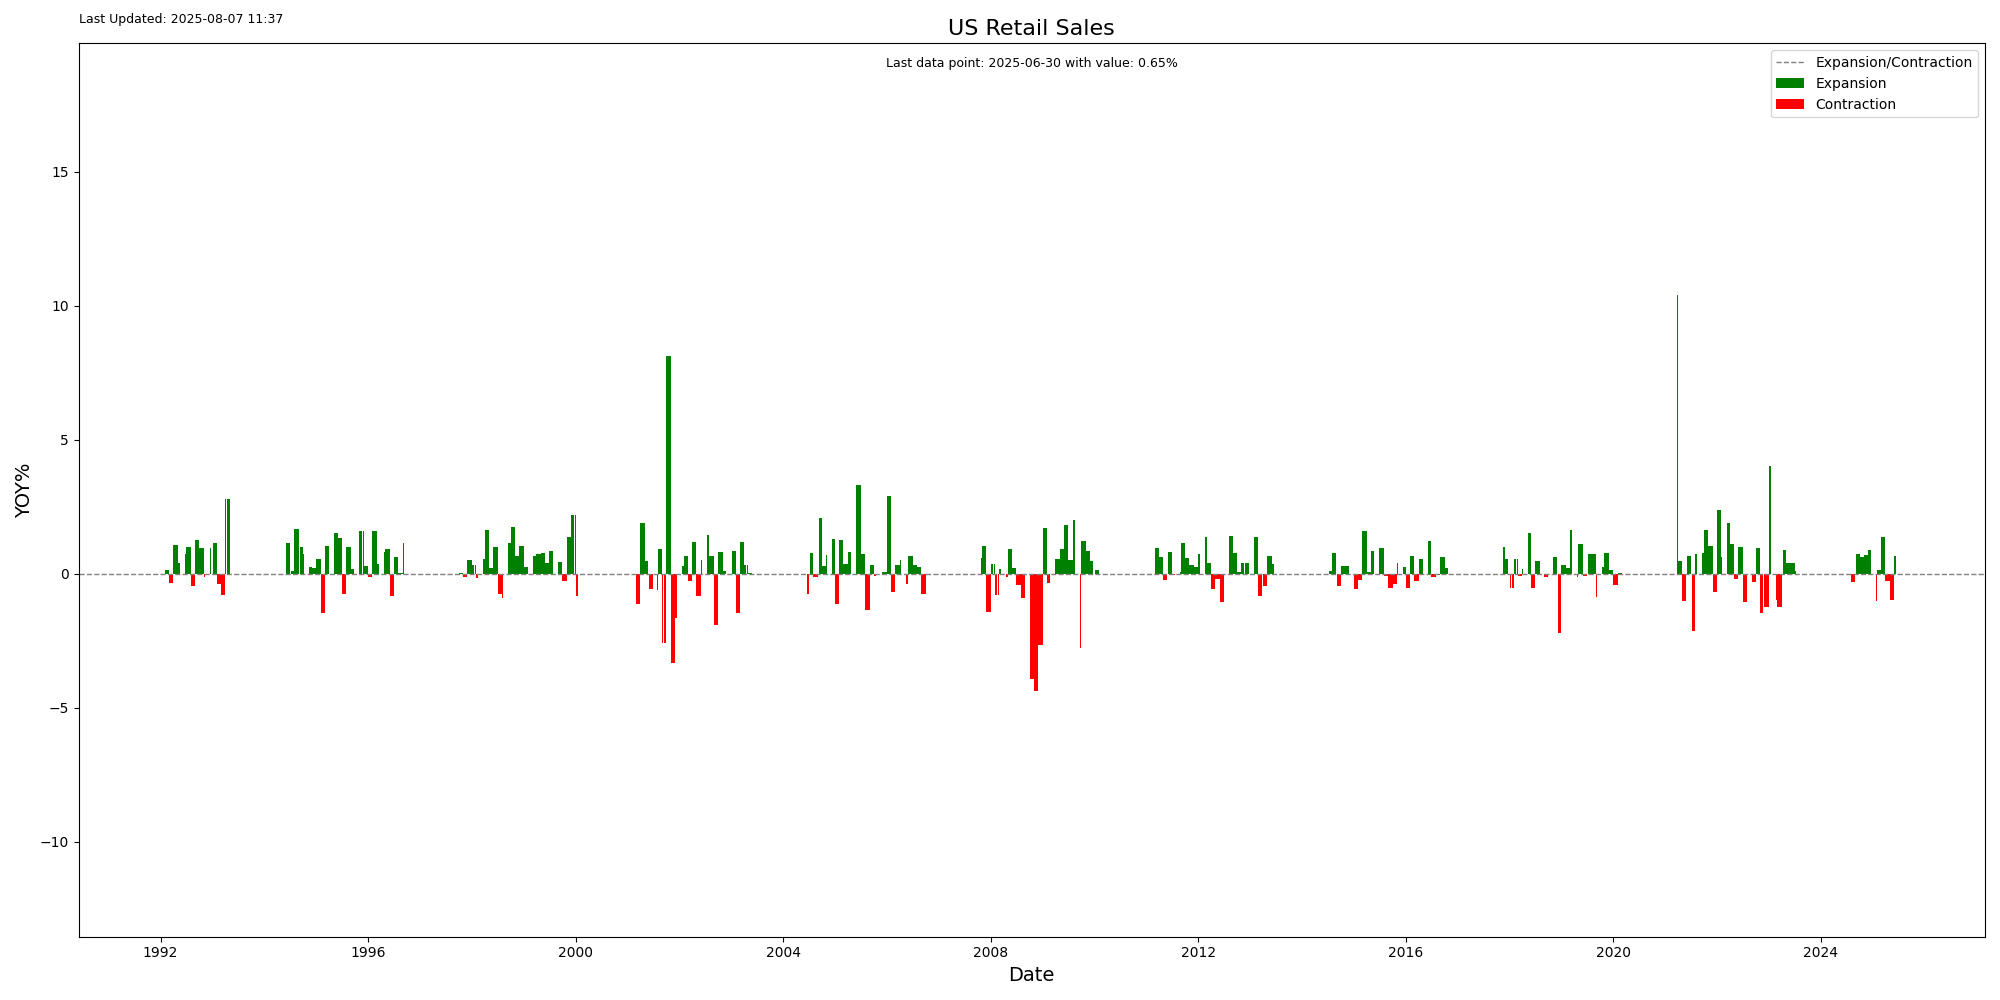 Last Updated: 2025-08-07 11:37
US Retail Sales
Last data point: 2025-06-30 with value: 0.65%
Expansion/Contraction
Expansion
Contraction
15
10
5
0
−5
−10
YOY%
1992 1996 2000 2004 2008 2012 2016 2020 2024
Date